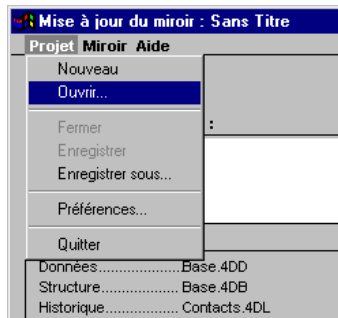 Mise à jour du miroir : Sans Titre
Projet Miroir Aide
Nouveau
Ouvrir...
:
Fermer
Enregistrer
Enregistrer sous...
Préférences...
Quitter
Données...................Base.4DD
Structure...................Base.4DB
Historique.................Contacts.4DL